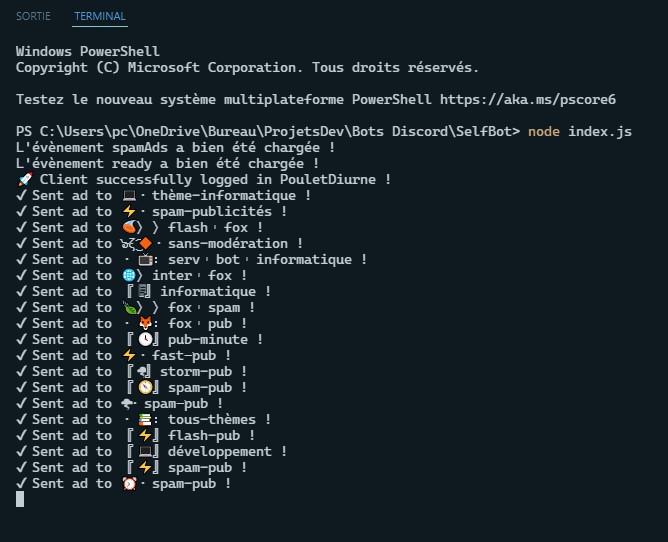 SORTIE TERMINAL
Windows PowerShell
Copyright (C) Microsoft Corporation. Tous droits réservés.
Testez le nouveau système multiplateforme PowerShell https://aka.ms/pscore6
PS C:\Users\pc\OneDrive\Bureau\ProjetsDev\Bots Discord\SelfBot> node index.js
L'évènement spamAds a bien été chargée !
L'évènement ready a bien été chargée !
🚀 Client successfully logged in PouletDiurne !
✓ Sent ad to 💻・thème-informatique !
✓ Sent ad to ⚡・spam-publicités !
✓ Sent ad to 〉 〉 flash・fox !
✓ Sent ad to ・sans-modération !
✓ Sent ad to ・ 📺: serv・bot・informatique !
✓ Sent ad to 🌐〉 inter・fox !
✓ Sent ad to 『』 informatique !
✓ Sent ad to 〉 〉 fox・spam !
✓ Sent ad to ・ 🦊: fox・pub !
✓ Sent ad to 『🕓』 pub-minute !
✓ Sent ad to ⚡・fast-pub !
✓ Sent ad to 『🌩』 storm-pub !
✓ Sent ad to 『🧭』 spam-pub !
✓ Sent ad to 🌪・spam-pub !
✓ Sent ad to ・ 📚: tous-thèmes !
✓ Sent ad to 『⚡』 flash-pub !
✓ Sent ad to 『💻』 développement !
✓ Sent ad to 『⚡』 spam-pub !
✓ Sent ad to ⏰・spam-pub !